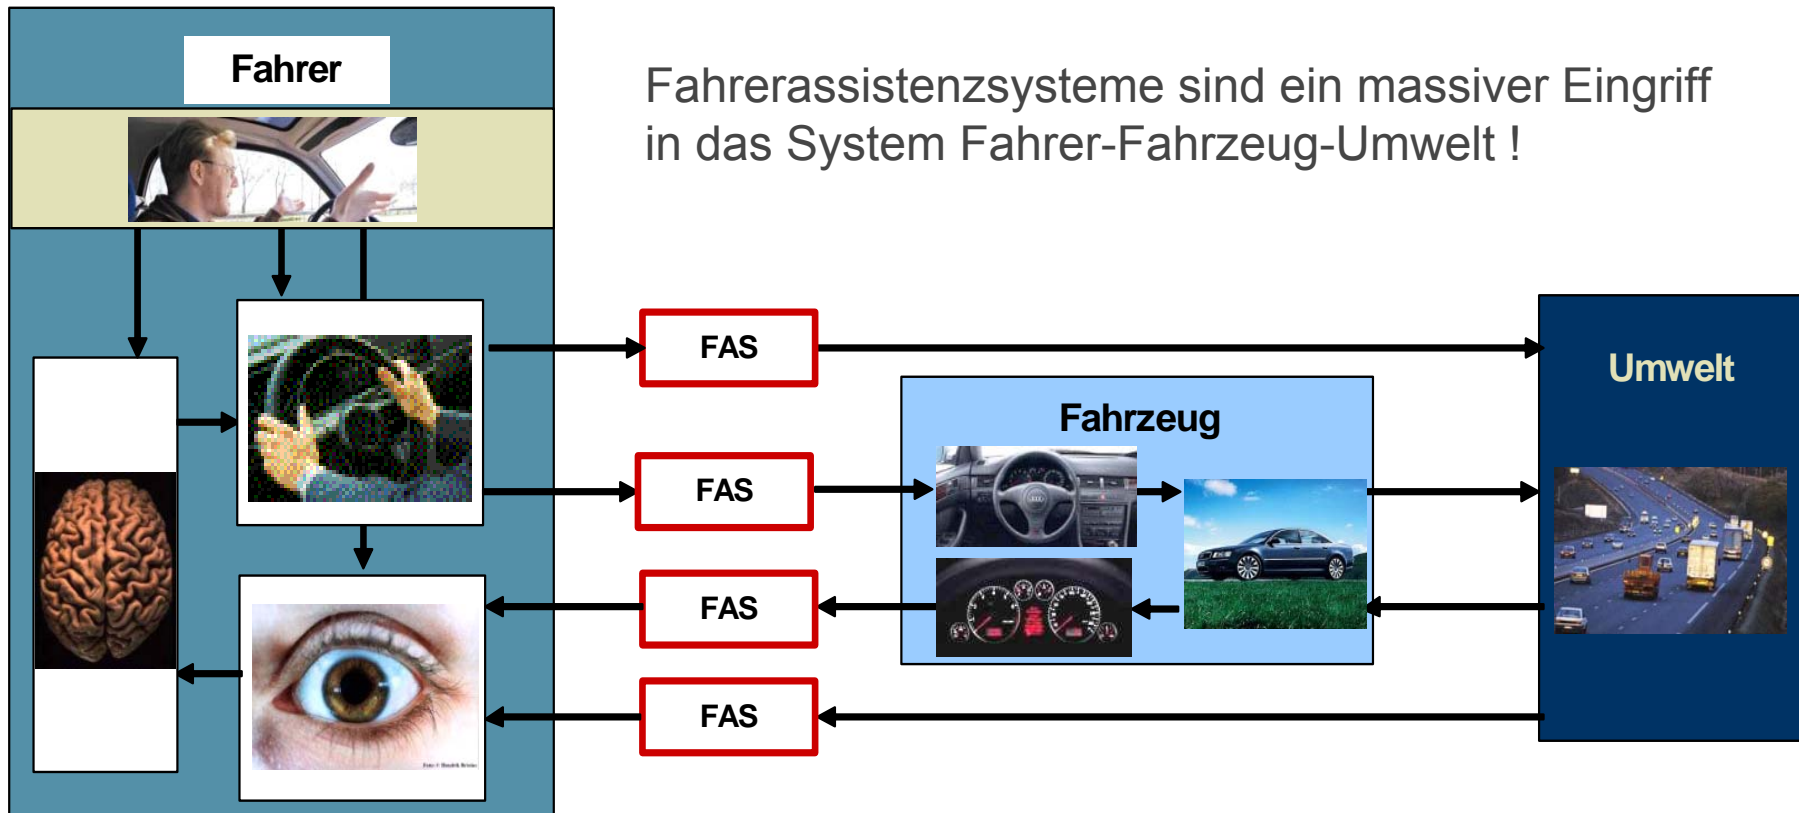 Fahrer
Fahrerassistenzsysteme sind ein massiver Eingriff
in das System Fahrer-Fahrzeug-Umwelt !
FAS
Umwelt
Fahrzeug
FAS
FAS
FAS